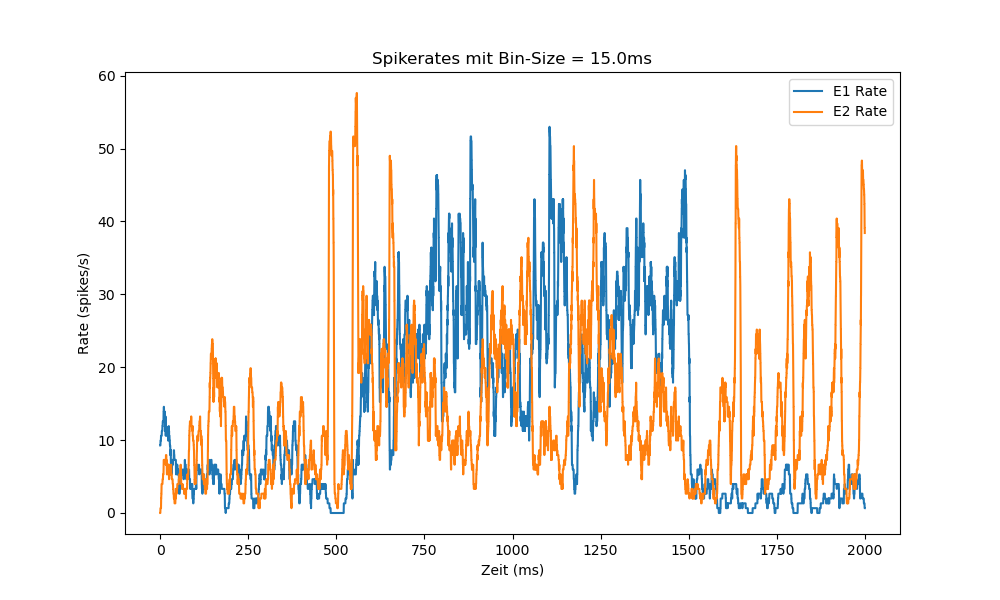 Spikerates mit Bin-Size = 15.0ms
E1 Rate
E2 Rate
Rate (spikes/s)
60
50
40
30
20
10
0
0 250 500 750 1000 1250 1500 1750 2000
Zeit (ms)